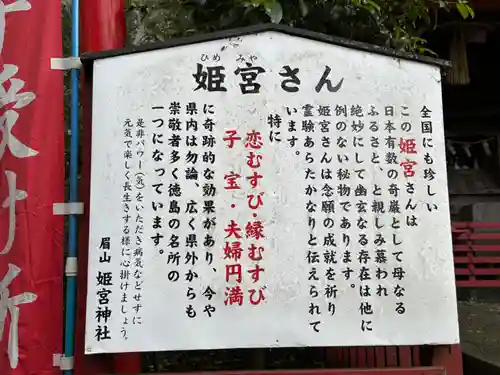 ひめみや
姫宮さん
全国にも珍しい
この姫宮さんは
日本有数の奇巌として母なる
ふるさと、と親しみ慕われ
絶妙にして幽玄なる存在は他に
例のない秘物であります。
姫宮さんは念願の成就を祈り
霊験あらたかなりと伝えられて
います。
特に
恋むすび・縁むすび
子宝・夫婦円満
に奇跡的な効果があり、今や
県内は勿論、広く県外からも
崇敬者多く徳島の名所の
一つになっています。
是非パワー(気)をいただき病気などせずに
元気で楽しく長生きする様に心掛けましょう。
眉山 姫宮神社
受け所